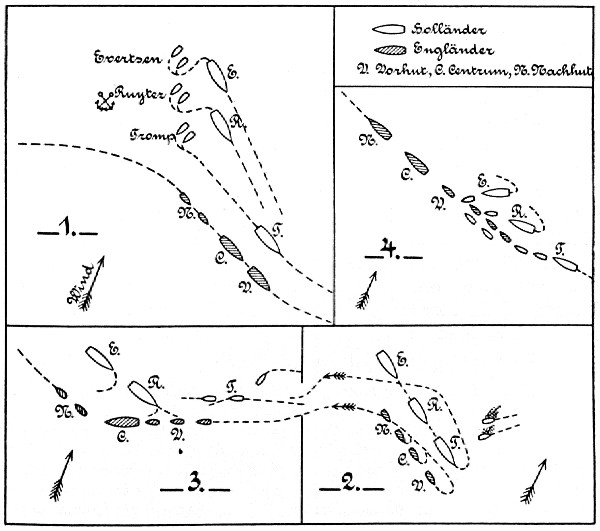 Holländer
Engländer
V. Vorhut, C. Centrum, N. Nachhut
Evertsen
E.
Ruyter
R.
Tromp
T.
N.
C.
V.
1.
Wind
N.
C.
V.
E.
R.
T.
4.
E.
R.
T.
N.
C.
V.
3.
E.
R.
T.
N.
C.
V.
2.